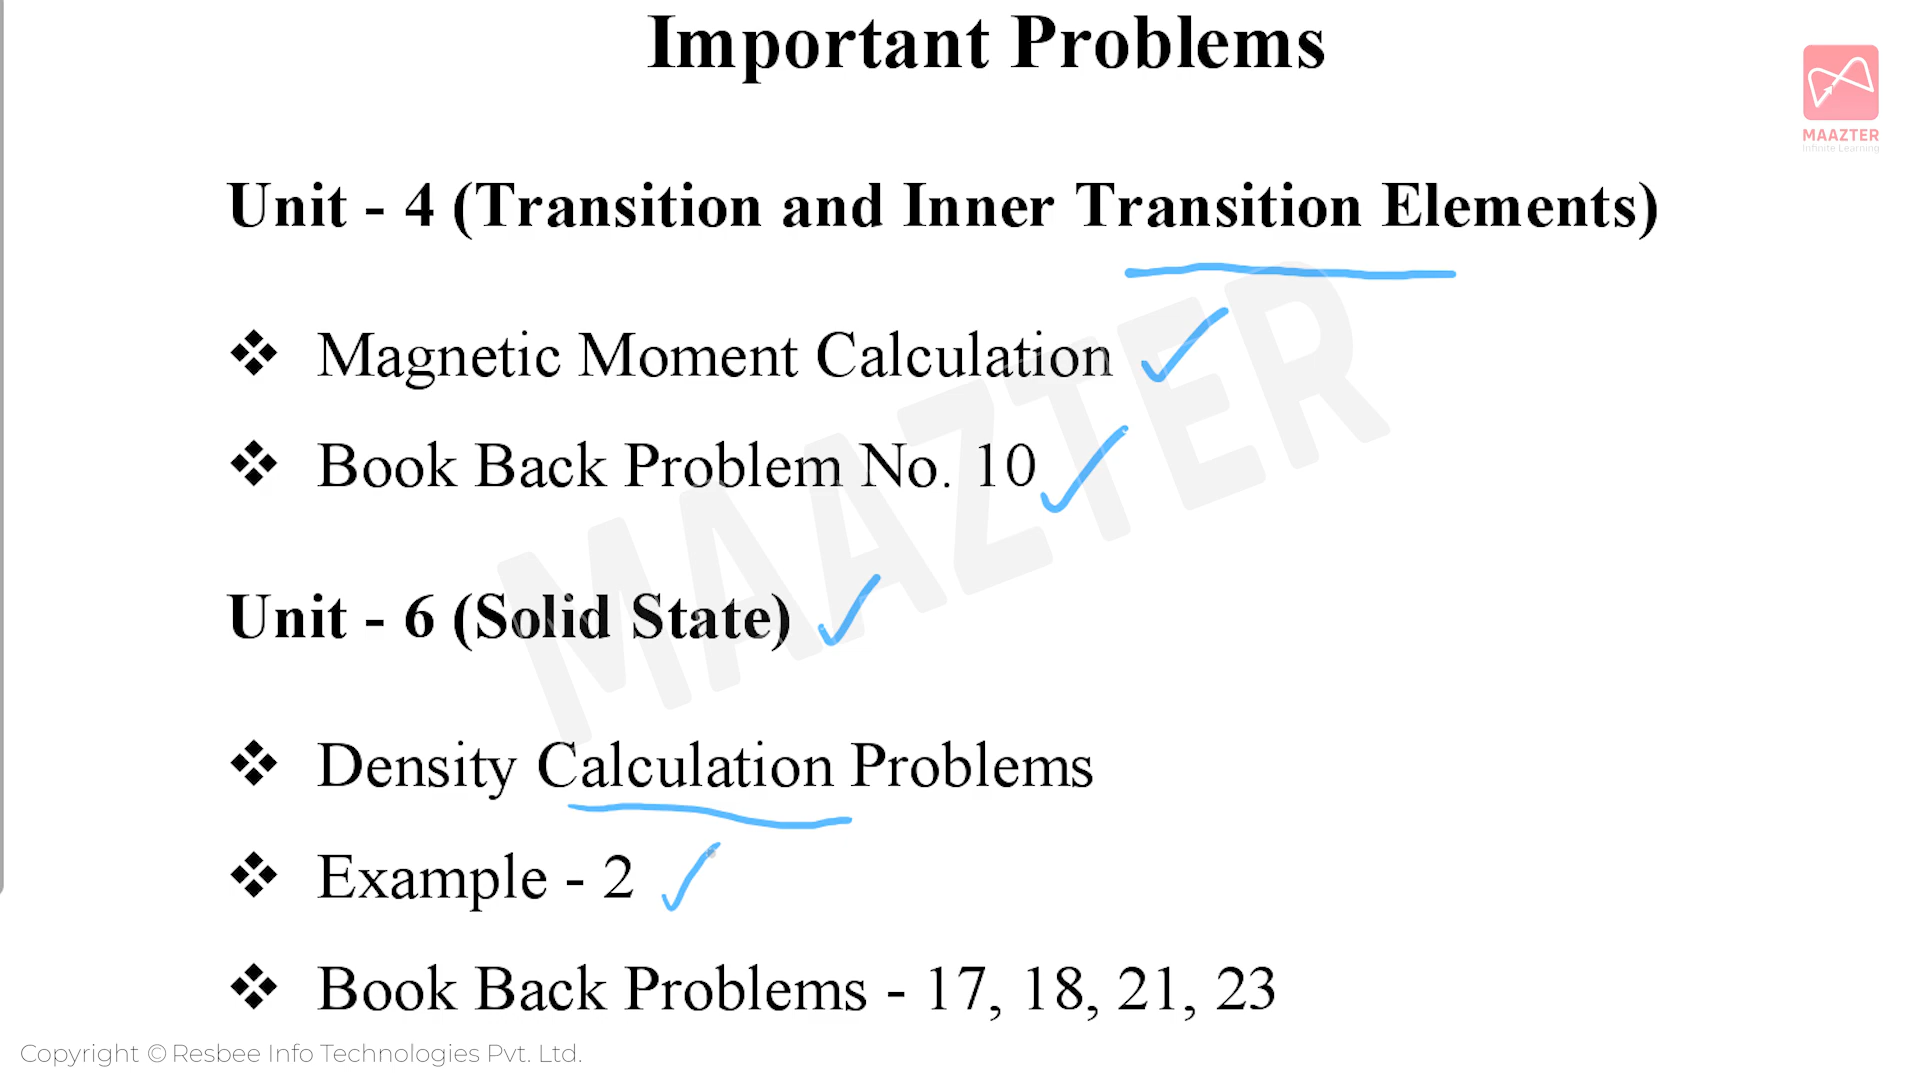 Important Problems
MAAZTER
Infinite Learning
Unit - 4 (Transition and Inner Transition Elements)
❖ Magnetic Moment Calculation
❖ Book Back Problem No. 10
MAAZTER
Unit - 6 (Solid State)
❖ Density Calculation Problems
❖ Example - 2
❖ Book Back Problems - 17, 18, 21, 23
Copyright © Resbee Info Technologies Pvt. Ltd.